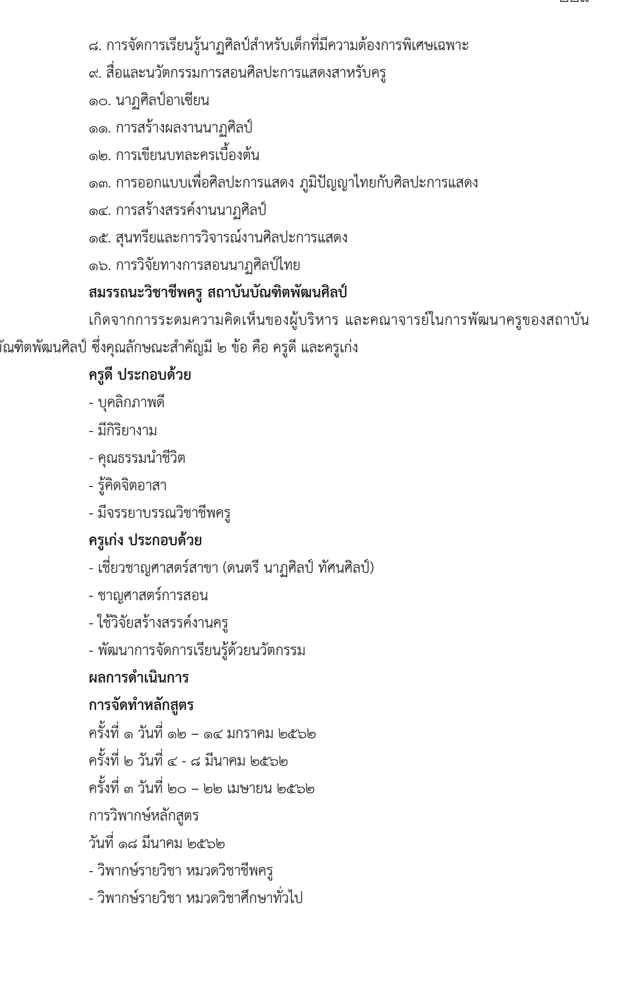 ๘. การจัดการเรียนรู้นาฏศิลป์สำหรับเด็กที่มีความต้องการพิเศษเฉพาะ
๙. สื่อและนวัตกรรมการสอนศิลปะการแสดงสาหรับครู
๑๐. นาฏศิลป์อาเซียน
๑๑. การสร้างผลงานนาฏศิลป์
๑๒. การเขียนบทละครเบื้องต้น
๑๓. การออกแบบเพื่อศิลปะการแสดง ภูมิปัญญาไทยกับศิลปะการแสดง
๑๔. การสร้างสรรค์งานนาฏศิลป์
๑๕. สุนทรียและการวิจารณ์งานศิลปะการแสดง
๑๖. การวิจัยทางการสอนนาฏศิลป์ไทย
สมรรถนะวิชาชีพครู สถาบันบัณฑิตพัฒนศิลป์
เกิดจากการระดมความคิดเห็นของผู้บริหาร และคณาจารย์ในการพัฒนาครูของสถาบัน
บัณฑิตพัฒนศิลป์ ซึ่งคุณลักษณะสำคัญมี ๒ ข้อ คือ ครูดี และครูเก่ง
ครูดี ประกอบด้วย
- บุคลิกภาพดี
- มีกิริยางาม
- คุณธรรมนำชีวิต
- รู้คิดจิตอาสา
- มีจรรยาบรรณวิชาชีพครู
ครูเก่ง ประกอบด้วย
- เชี่ยวชาญศาสตร์สาขา (ดนตรี นาฏศิลป์ ทัศนศิลป์)
- ชาญศาสตร์การสอน
- ใช้วิจัยสร้างสรรค์งานครู
- พัฒนาการจัดการเรียนรู้ด้วยนวัตกรรม
ผลการดำเนินการ
การจัดทำหลักสูตร
ครั้งที่ ๑ วันที่ ๑๒ – ๑๔ มกราคม ๒๕๖๒
ครั้งที่ ๒ วันที่ ๔ - ๘ มีนาคม ๒๕๖๒
ครั้งที่ ๓ วันที่ ๒๐ – ๒๒ เมษายน ๒๕๖๒
การวิพากษ์หลักสูตร
วันที่ ๑๘ มีนาคม ๒๕๖๒
- วิพากษ์รายวิชา หมวดวิชาชีพครู
- วิพากษ์รายวิชา หมวดวิชาศึกษาทั่วไป